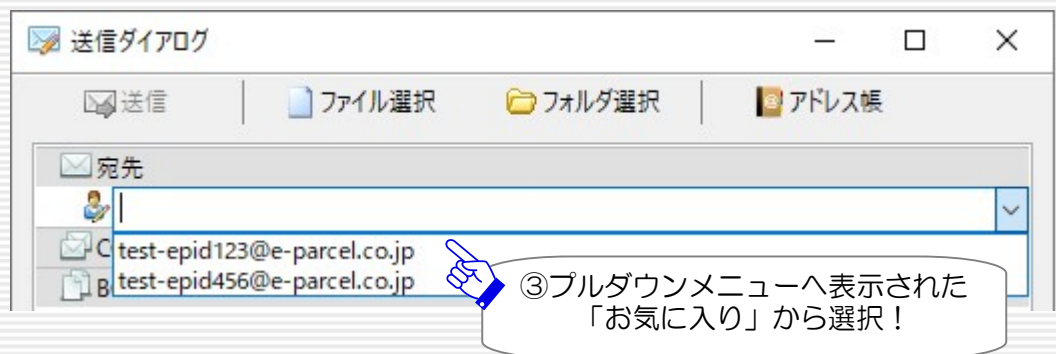 送信ダイアログ
送信 ファイル選択 フォルダ選択 アドレス帳
宛先
C
test-epid123@e-parcel.co.jp
B
test-epid456@e-parcel.co.jp
③プルダウンメニューへ表示された
「お気に入り」から選択！